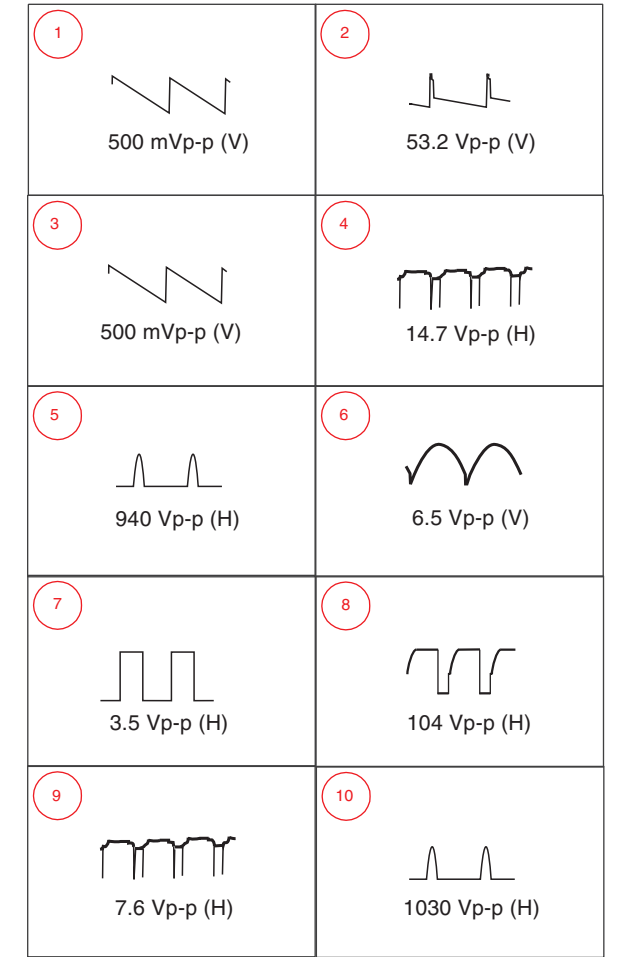 1
500 mVp-p (V)
2
53.2 Vp-p (V)
3
500 mVp-p (V)
4
14.7 Vp-p (H)
5
940 Vp-p (H)
6
6.5 Vp-p (V)
7
3.5 Vp-p (H)
8
104 Vp-p (H)
9
7.6 Vp-p (H)
10
1030 Vp-p (H)